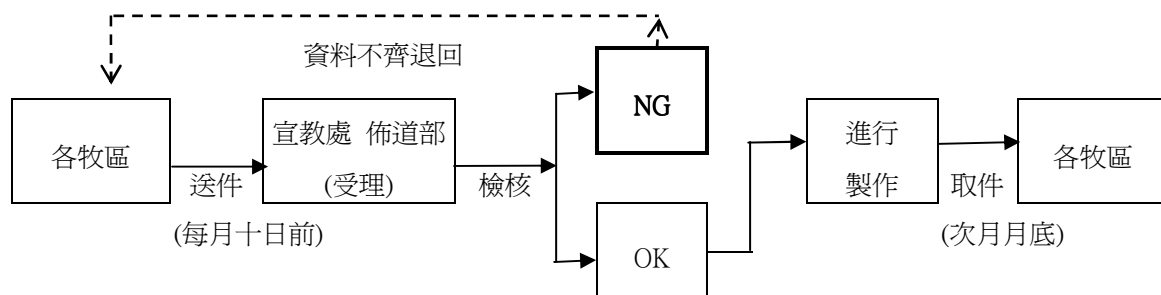 資料不齊退回
NG
各牧區
宣教處 佈道部
(受理)
進行
製作
各牧區
送件
檢核
取件
(每月十日前)
OK
(次月月底)